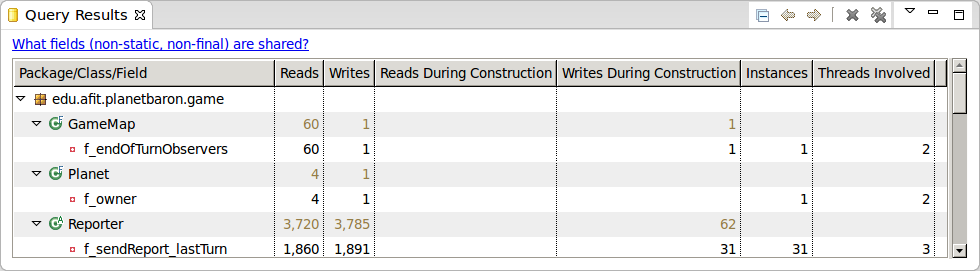 Query Results
What fields (non-static, non-final) are shared?
Package/Class/Field Reads Writes Reads During Construction Writes During Construction Instances Threads Involved
edu.afit.planetbaron.game
GameMap 60 1 1
f_endOfTurnObservers 60 1 1 1 2
Planet 4 1
f_owner 4 1 1 2
Reporter 3,720 3,785 62
f_sendReport_lastTurn 1,860 1,891 31 31 3